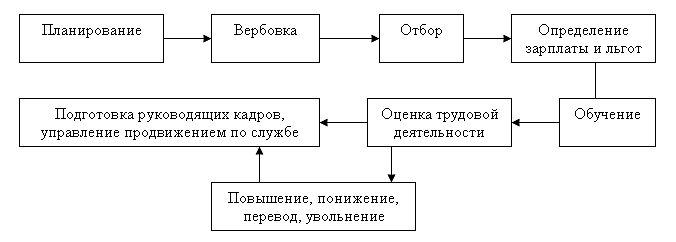 Планирование
Вербовка
Отбор
Определение
зарплаты и льгот
Подготовка руководящих кадров,
управление продвижением по службе
Оценка трудовой
деятельности
Обучение
Повышение, понижение,
перевод, увольнение